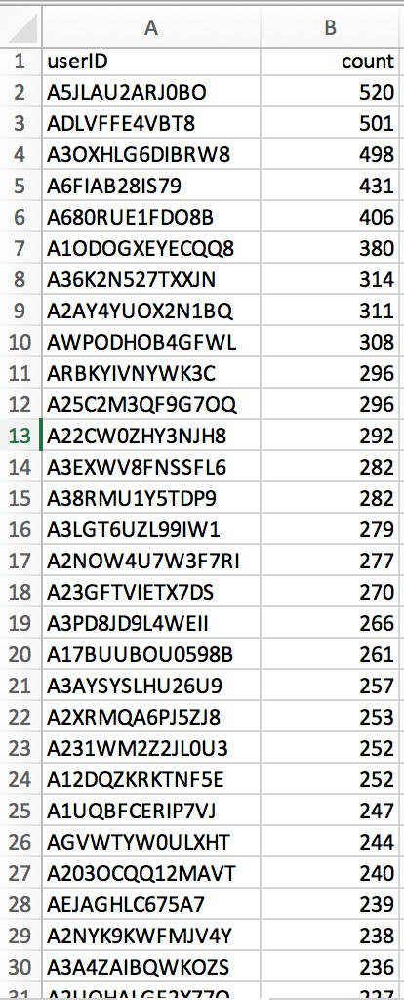 A B
1 userID count
2 A5JLAU2ARJ0BO 520
3 ADLVFFE4VBT8 501
4 A3OXHLG6DIBRW8 498
5 A6FIAB28IS79 431
6 A680RUE1FDO8B 406
7 A1ODOGXEYECQQ8 380
8 A36K2N527TXXJN 314
9 A2AY4YUOX2N1BQ 311
10 AWPODHOB4GFWL 308
11 ARBKYIVNYWK3C 296
12 A25C2M3QF9G7OQ 296
13 A22CW0ZHY3NJH8 292
14 A3EXWV8FNSSFL6 282
15 A38RMU1Y5TDP9 282
16 A3LGT6UZL99IW1 279
17 A2NOW4U7W3F7RI 277
18 A23GFTVIETX7DS 270
19 A3PD8JD9L4WEII 266
20 A17BUUBOU0598B 261
21 A3AYSYSLHU26U9 257
22 A2XRMQA6PJ5ZJ8 253
23 A231WM2Z2JL0U3 252
24 A12DQZKRKTNF5E 252
25 A1UQBFCERIP7VJ 247
26 AGVWTYW0ULXHT 244
27 A203OCQQ12MAVT 240
28 AEJAGHLC675A7 239
29 A2NYK9KWFMJV4Y 238
30 A3A4ZAIBQWKOZS 236
31 227